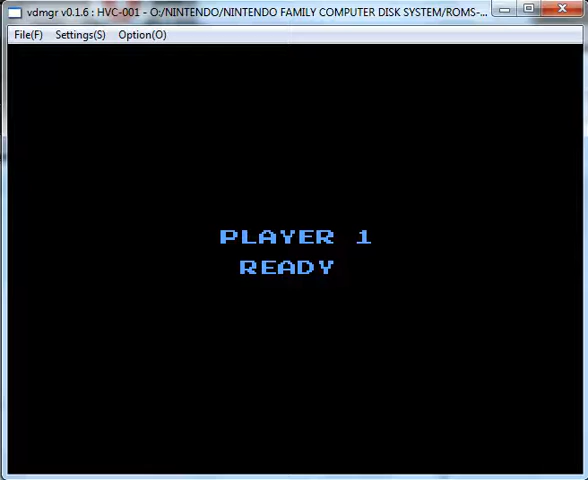 vdmgr v0.1.6 : HVC-001 - O:/NINTENDO/NINTENDO FAMILY COMPUTER DISK SYSTEM/ROMS-...
File(F) Settings(S) Option(O)
PLAYER 1
READY